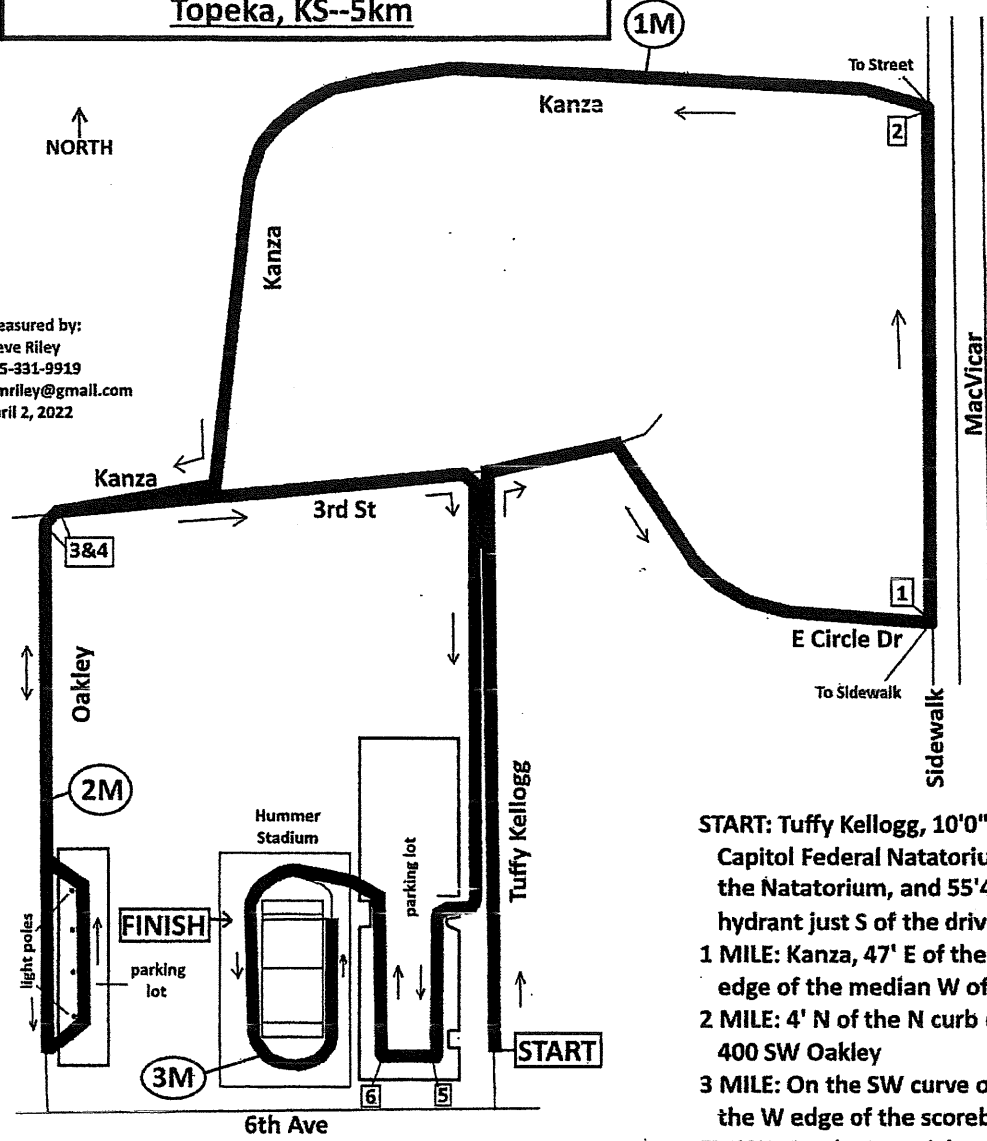 Topeka, KS--5km
1M
To Street
Kanza
2
NORTH
Kanza
easured by:
eve Riley
5-331-9919
mriley@gmail.com
ril 2, 2022
MacVicar
Kanza
3rd St
3&4
1
E Circle Dr
To Sidewalk
Sidewalk
Oakley
2M
Hummer
Stadium
parking lot
Tuffy Kellogg
FINISH
light poles
parking
lot
START
3M
6
5
6th Ave
START: Tuffy Kellogg, 10'0"
Capitol Federal Natatoriu
the Natatorium, and 55'4
hydrant just S of the driv
1 MILE: Kanza, 47' E of the
edge of the median W of
2 MILE: 4' N of the N curb
400 SW Oakley
3 MILE: On the SW curve o
the W edge of the scoreb